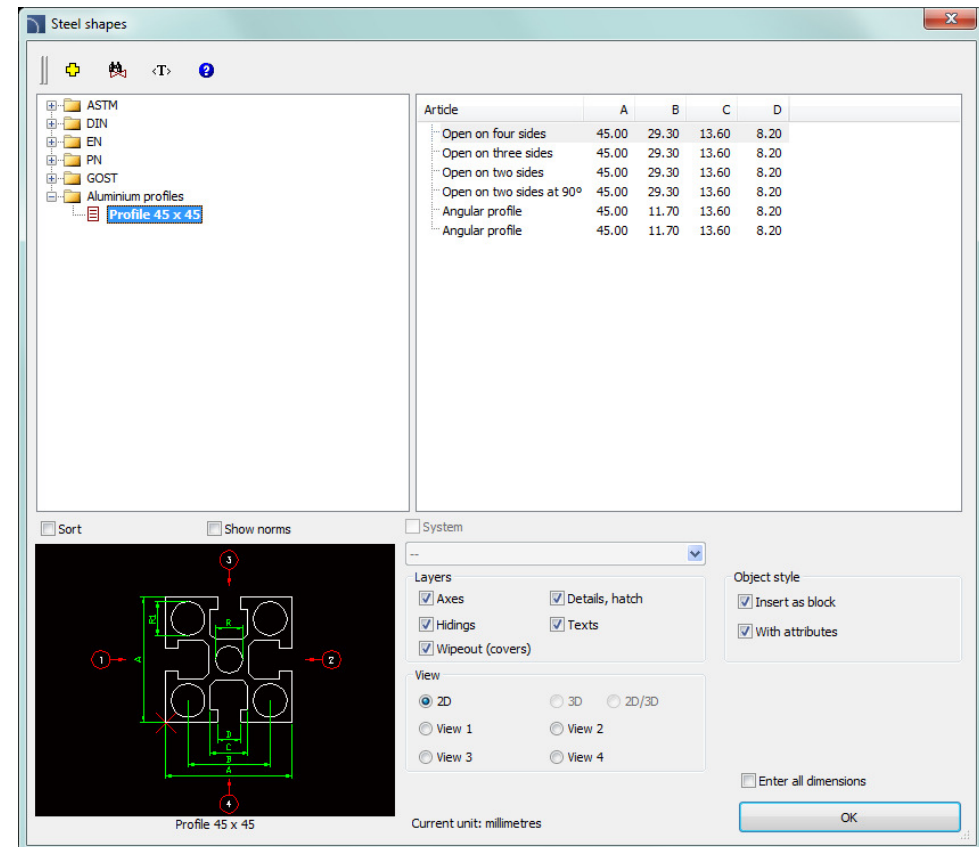 Steel shapes
<T>
ASTM
DIN
EN
PN
GOST
Aluminium profiles
Profile 45 x 45
Article A B C D
Open on four sides 45.00 29.30 13.60 8.20
Open on three sides 45.00 29.30 13.60 8.20
Open on two sides 45.00 29.30 13.60 8.20
Open on two sides at 90º 45.00 29.30 13.60 8.20
Angular profile 45.00 11.70 13.60 8.20
Angular profile 45.00 11.70 13.60 8.20
Sort Show norms
System
--
Layers
Axes Details, hatch
Hidings Texts
Wipeout (covers)
Object style
Insert as block
With attributes
View
2D 3D 2D/3D
View 1 View 2
View 3 View 4
3
R1
R
A
1
2
D
C
B
A
4
Profile 45 x 45
Current unit: millimetres
Enter all dimensions
OK